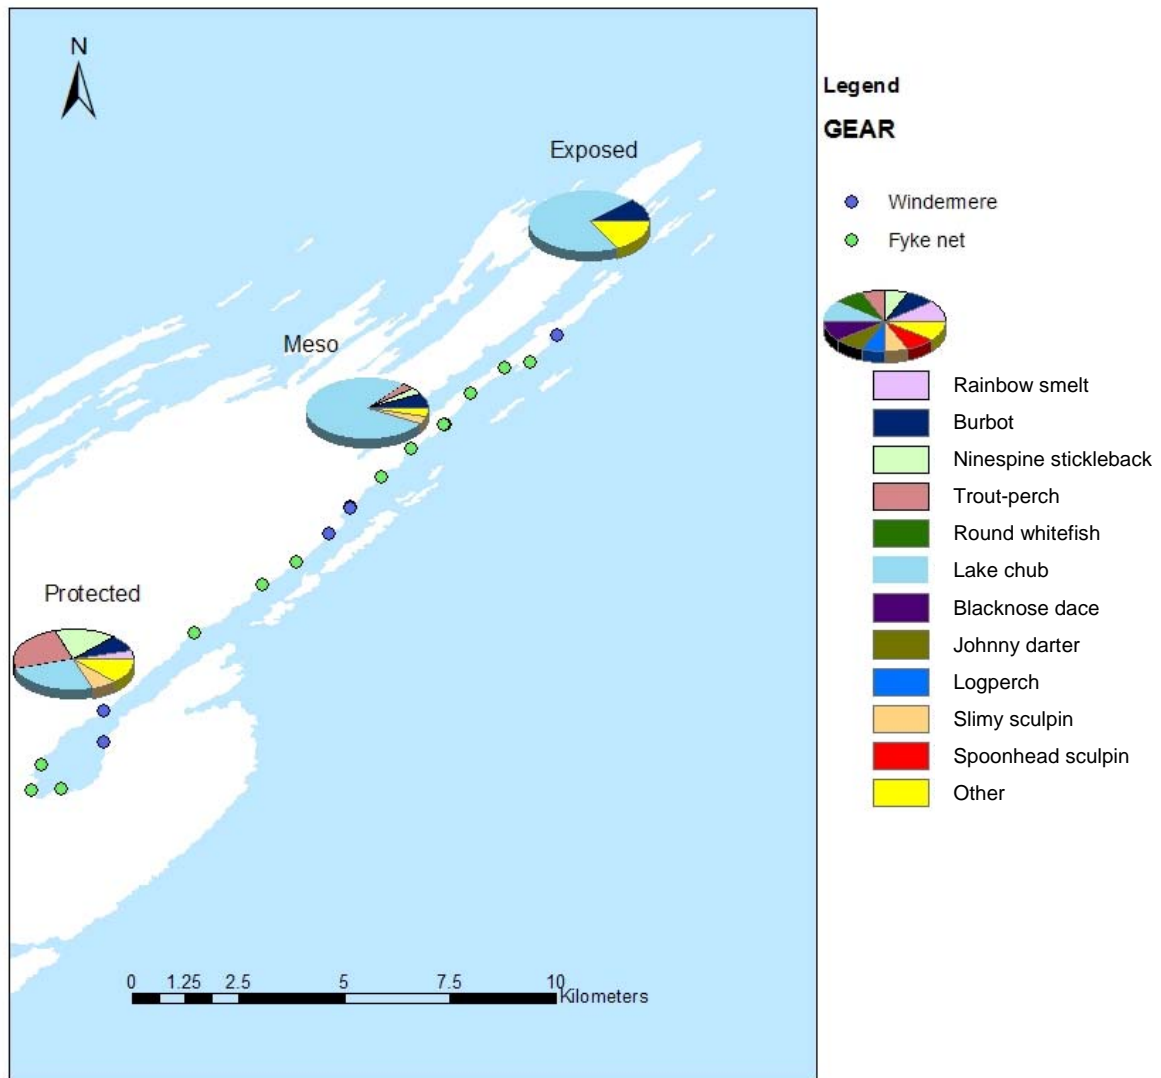 N
Exposed
Meso
Protected
0 1.25 2.5 5 7.5 10
Kilometers
Legend
GEAR
Windermere
Fyke net
Rainbow smelt
Burbot
Ninespine stickleback
Trout-perch
Round whitefish
Lake chub
Blacknose dace
Johnny darter
Logperch
Slimy sculpin
Spoonhead sculpin
Other